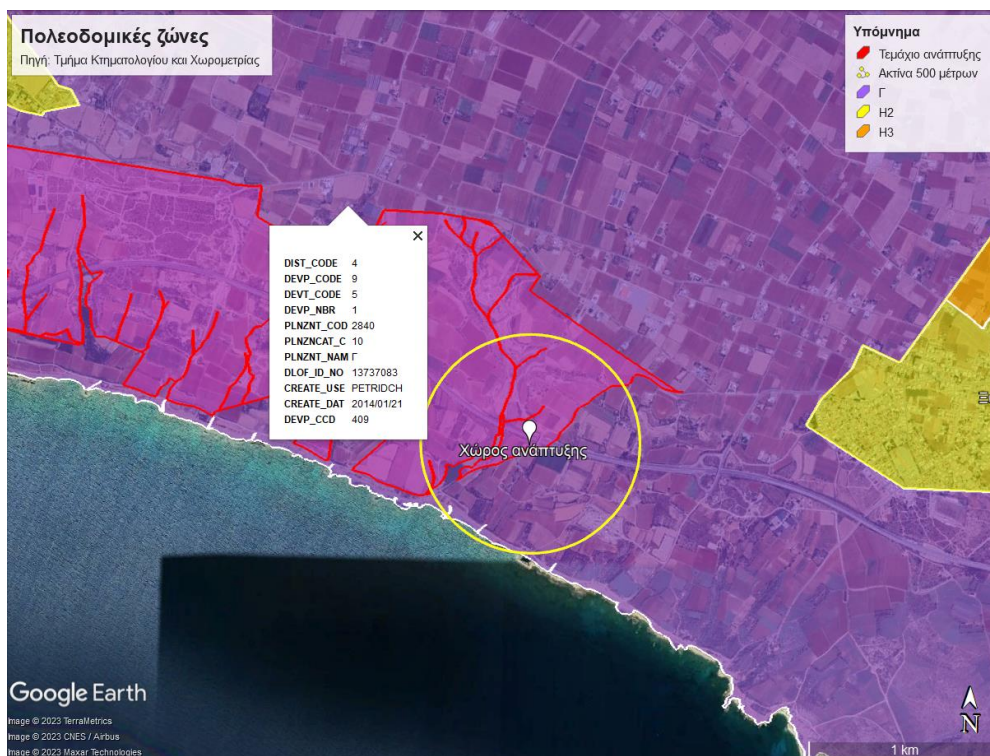 Πολεοδομικές ζώνες
Πηγή: Τμήμα Κτηματολογίου και Χωρομετρίας
Υπόμνημα
Τεμάχιο ανάπτυξης
Ακτίνα 500 μέτρων
Γ
Η2
Η3
DIST_CODE 4
DEVP_CODE 9
DEVT_CODE 5
DEVP_NBR 1
PLNZNT_COD 2840
PLNZNCAT_C 10
PLNZNT_NAM Γ
DLOF_ID_NO 13737083
CREATE_USE PETRIDCH
CREATE_DAT 2014/01/21
DEVP_CCD 409
Χώρος ανάπτυξης
Google Earth
Image © 2023 TerraMetrics
Image © 2023 CNES / Airbus
Image © 2023 Maxar Technologies
N
1 km